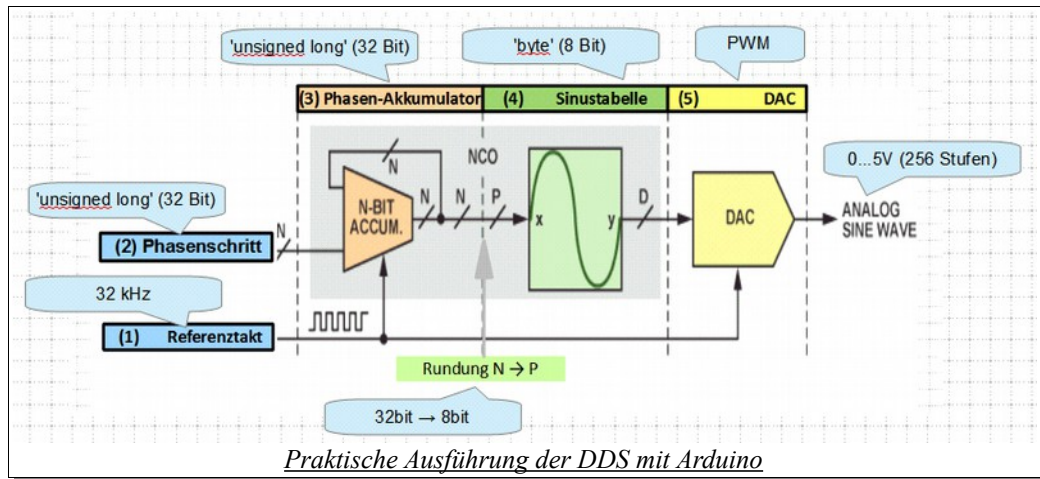 'unsigned long' (32 Bit)
'byte' (8 Bit)
PWM
(3) Phasen-Akkumulator
(4) Sinustabelle
(5) DAC
0...5V (256 Stufen)
'unsigned long' (32 Bit)
N
NCO
N-BIT
ACCUM.
N
N
P
x
y
D
DAC
ANALOG
SINE WAVE
(2) Phasenschritt
N
32 kHz
(1) Referenztakt
Rundung N → P
32bit → 8bit
Praktische Ausführung der DDS mit Arduino